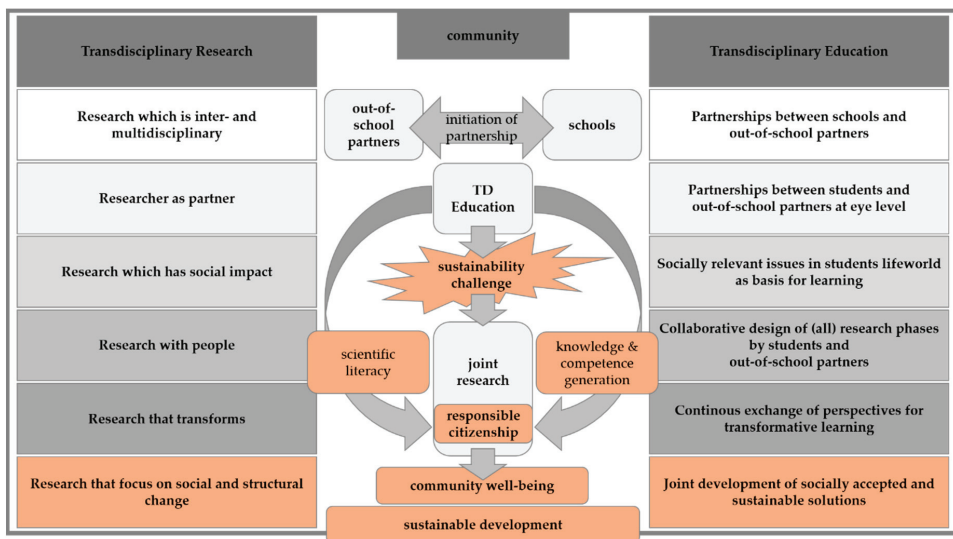 Transdisciplinary Research
Research which is inter- and
multidisciplinary
Researcher as partner
Research which has social impact
Research with people
Research that transforms
Research that focus on social and structural
change
community
out-of-
school
partners
initiation of
partnership
schools
TD
Education
sustainability
challenge
scientific
literacy
joint
research
knowledge &
competence
generation
responsible
citizenship
community well-being
sustainable development
Transdisciplinary Education
Partnerships between schools and
out-of-school partners
Partnerships between students and
out-of-school partners at eye level
Socially relevant issues in students lifeworld
as basis for learning
Collaborative design of (all) research phases
by students and
out-of-school partners
Continous exchange of perspectives for
transformative learning
Joint development of socially accepted and
sustainable solutions